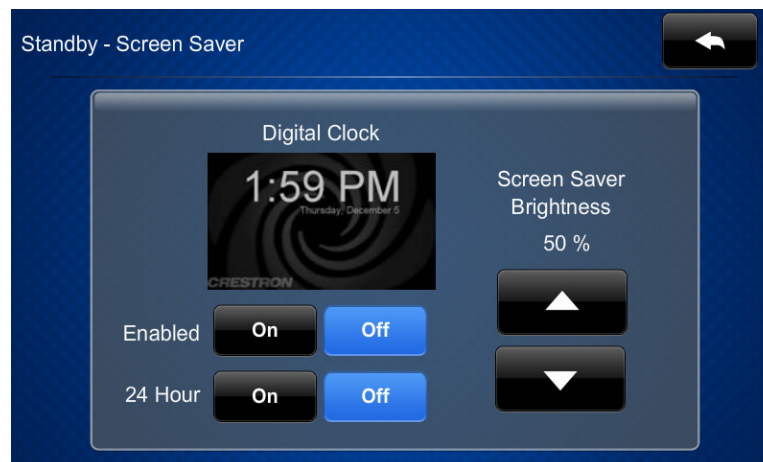 Standby - Screen Saver
Digital Clock
1:59 PM
Thursday, December 5
CRESTRON
Screen Saver
Brightness
50 %
Enabled
On
Off
24 Hour
On
Off